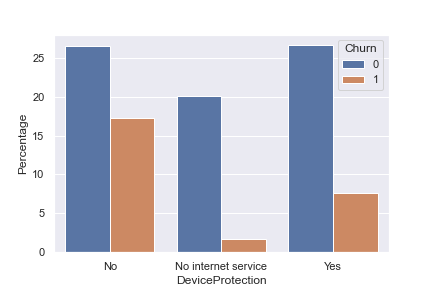 Churn
0
1
25
20
15
10
5
0
Percentage
No
No internet service
Yes
DeviceProtection